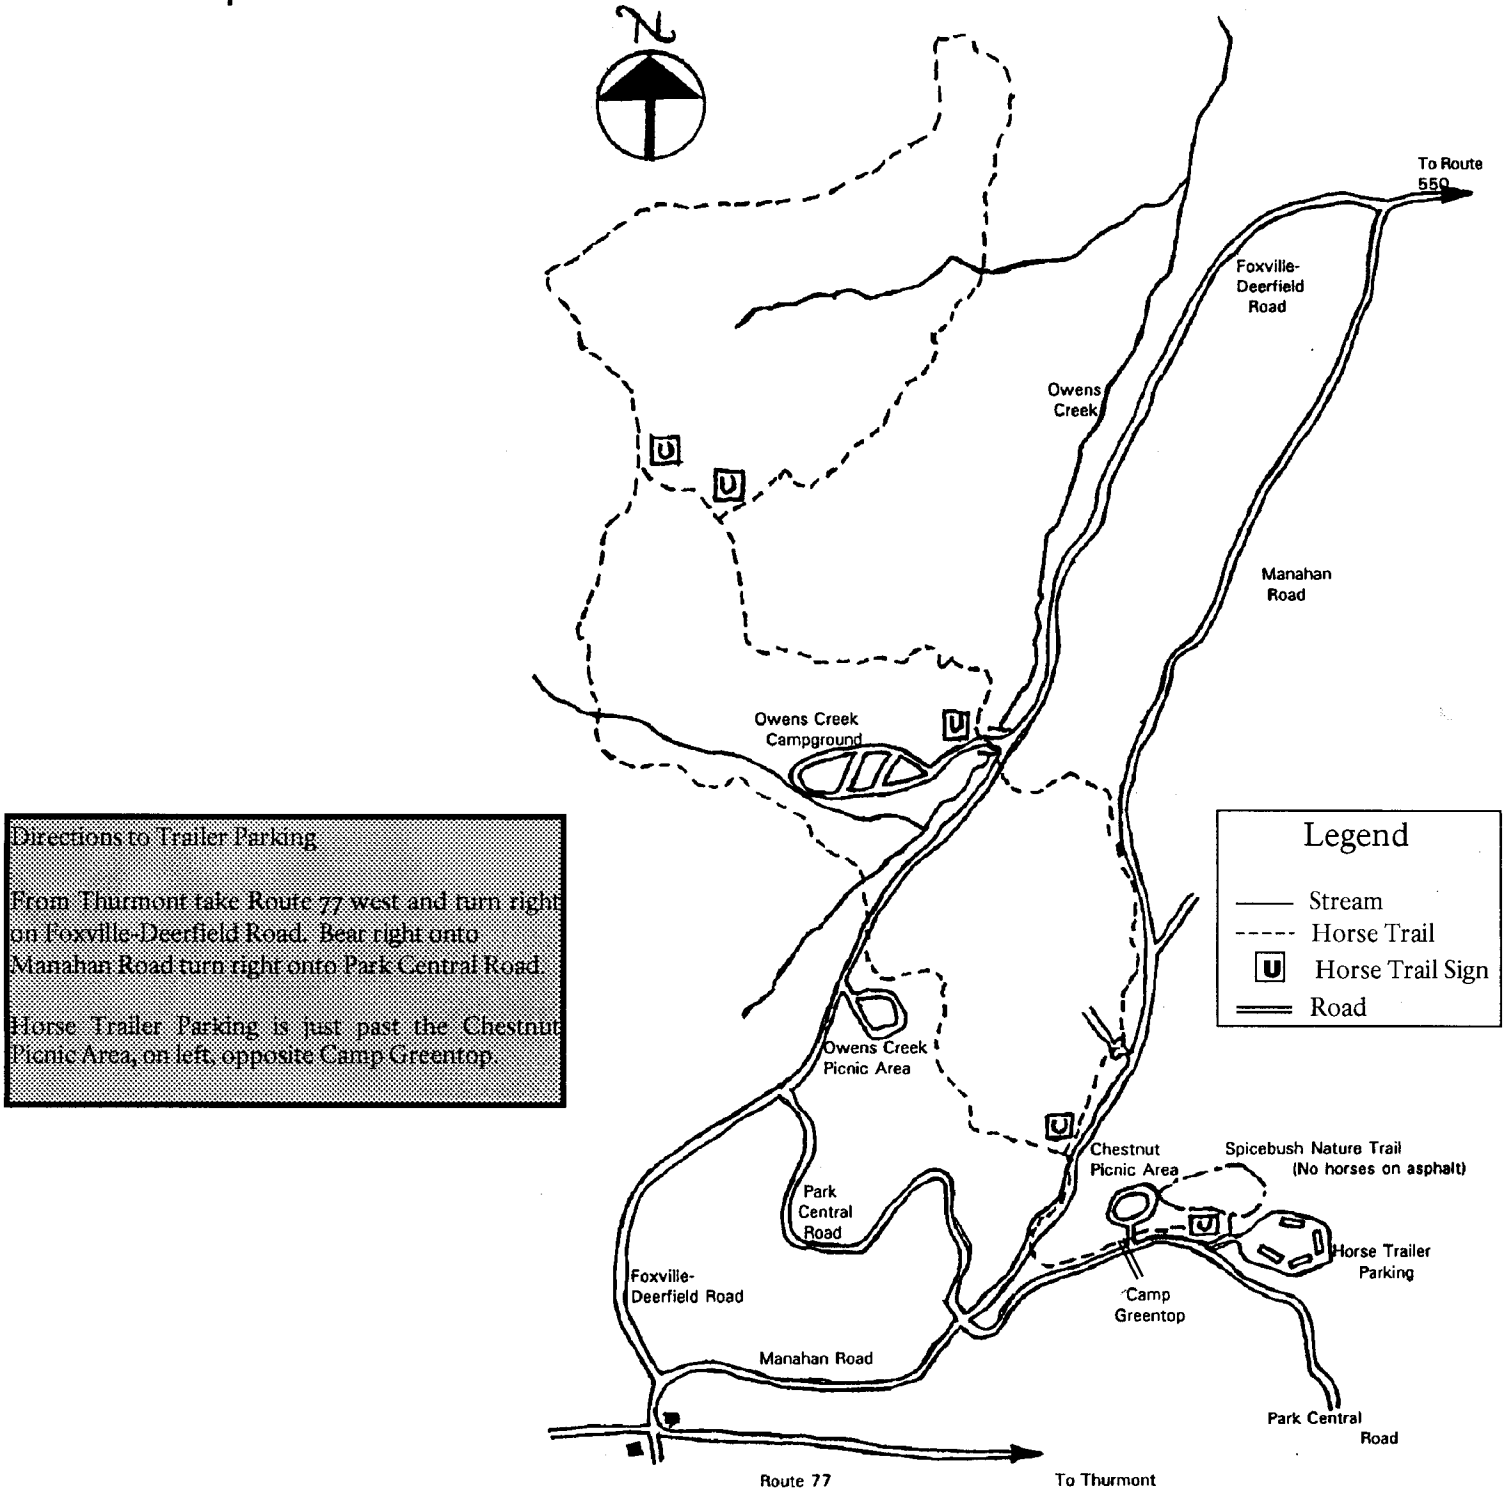 N
To Route
550
Foxville-
Deerfield
Road
Owens
Creek
Manahan
Road
U
U
U
Owens Creek
Campground
Directions to Trailer Parking
From Thurmont take Route 77 west and turn right
on Foxville-Deerfield Road. Bear right onto
Manahan Road turn right onto Park Central Road.
Horse Trailer Parking is just past the Chestnut
Picnic Area, on left, opposite Camp Greentop.
Legend
Stream
Horse Trail
U Horse Trail Sign
Road
Owens Creek
Picnic Area
U
Chestnut
Picnic Area
Spicebush Nature Trail
(No horses on asphalt)
U
Park
Central
Road
Horse Trailer
Parking
Foxville-
Deerfield Road
Camp
Greentop
Manahan Road
Park Central
Road
Route 77
To Thurmont